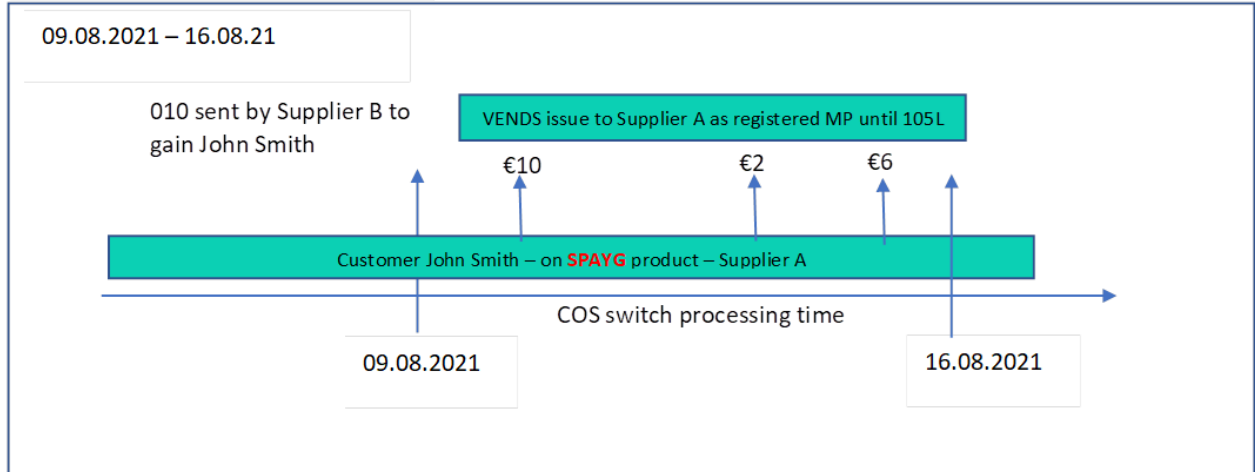 09.08.2021 – 16.08.21
010 sent by Supplier B to
gain John Smith
VENDS issue to Supplier A as registered MP until 105L
€10
€2
€6
Customer John Smith – on SPAYG product – Supplier A
COS switch processing time
09.08.2021
16.08.2021